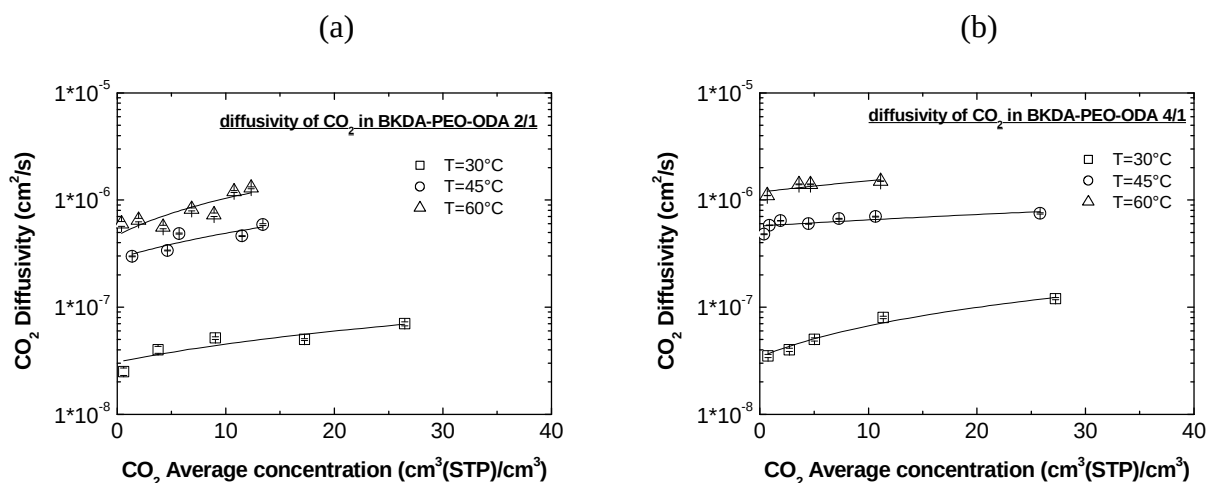 (a)
1*10^-5
1*10^-6
1*10^-7
1*10^-8
CO₂ Diffusivity (cm²/s)
diffusivity of CO₂ in BKDA-PEO-ODA 2/1
T=30°C
T=45°C
T=60°C
0 10 20 30 40
CO₂ Average concentration (cm³(STP)/cm³)
(b)
1*10^-5
1*10^-6
1*10^-7
1*10^-8
CO₂ Diffusivity (cm²/s)
diffusivity of CO₂ in BKDA-PEO-ODA 4/1
T=30°C
T=45°C
T=60°C
0 10 20 30 40
CO₂ Average concentration (cm³(STP)/cm³)